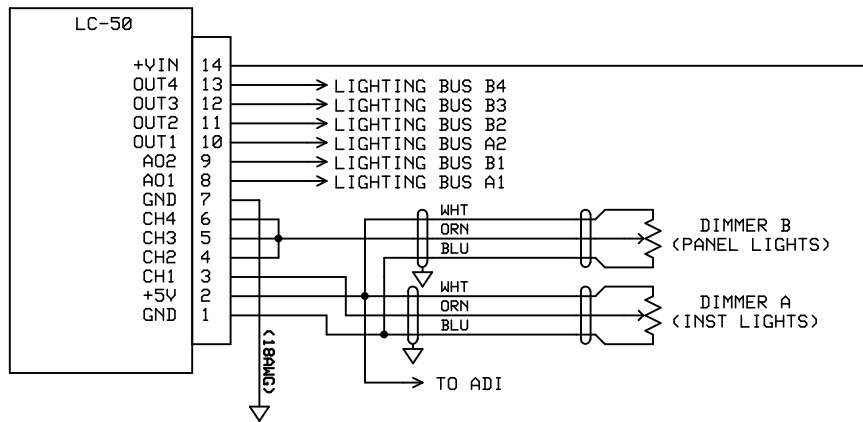 LC-50
+VIN 14
OUT4 13 LIGHTING BUS B4
OUT3 12 LIGHTING BUS B3
OUT2 11 LIGHTING BUS B2
OUT1 10 LIGHTING BUS A2
AO2 9 LIGHTING BUS B1
AO1 8 LIGHTING BUS A1
GND 7
CH4 6 WHT
CH3 5 ORN
CH2 4 BLU
DIMMER B
(PANEL LIGHTS)
CH1 3
+5V 2 WHT
ORN
GND 1
BLU
DIMMER A
(INST LIGHTS)
(18AWG)
TO ADI